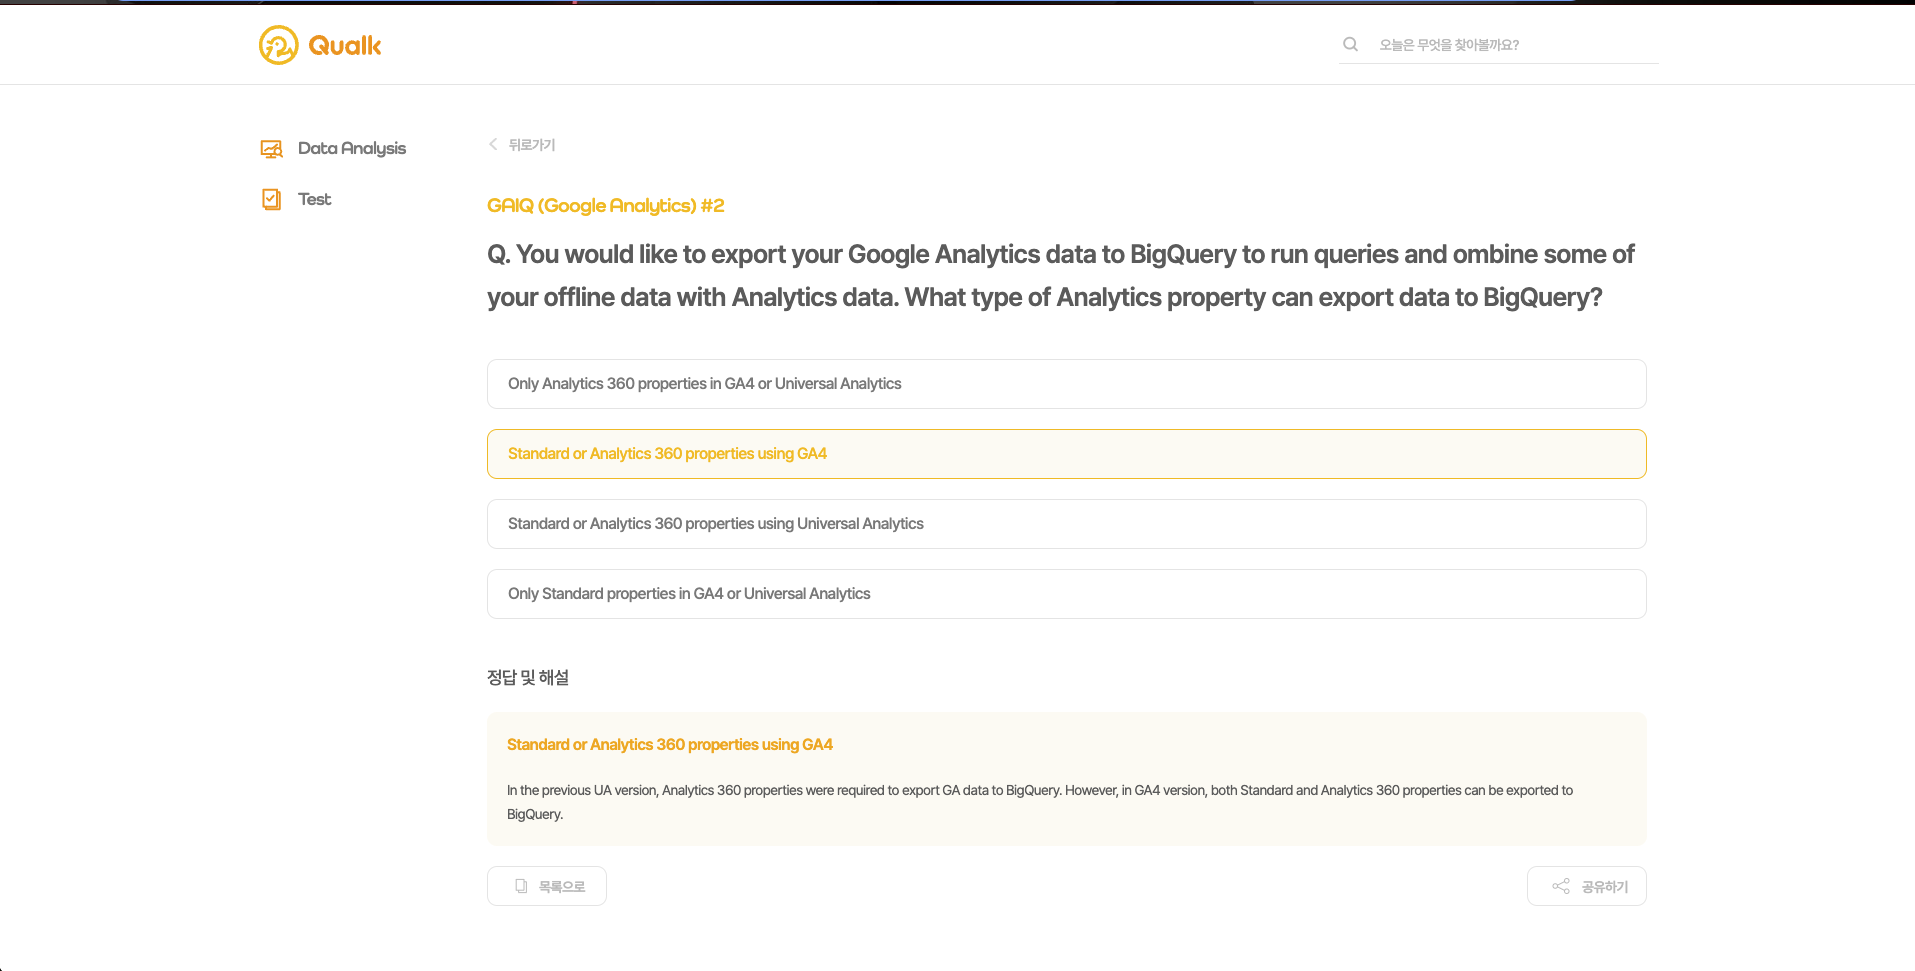 Qualk
오늘은 무엇을 찾아볼까요?
Data Analysis
Test
뒤로가기
GAIQ (Google Analytics) #2
Q. You would like to export your Google Analytics data to BigQuery to run queries and ombine some of
your offline data with Analytics data. What type of Analytics property can export data to BigQuery?
Only Analytics 360 properties in GA4 or Universal Analytics
Standard or Analytics 360 properties using GA4
Standard or Analytics 360 properties using Universal Analytics
Only Standard properties in GA4 or Universal Analytics
정답 및 해설
Standard or Analytics 360 properties using GA4
In the previous UA version, Analytics 360 properties were required to export GA data to BigQuery. However, in GA4 version, both Standard and Analytics 360 properties can be exported to
BigQuery.
목록으로
공유하기